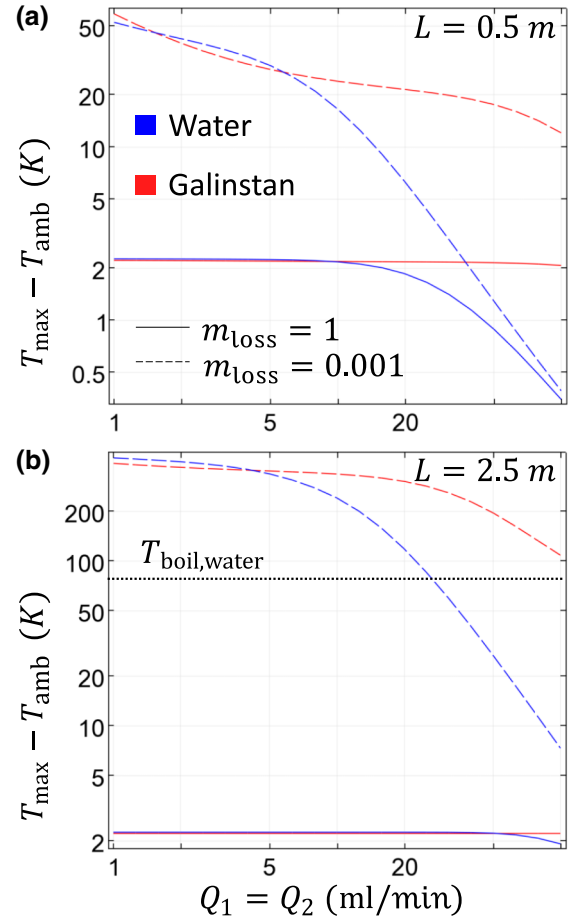 (a)
L = 0.5 m
50
20
10
5
2
1
0.5
Water
Galinstan
T_max − T_amb (K)
m_loss = 1
m_loss = 0.001
1
5
20
(b)
L = 2.5 m
200
100
50
20
10
5
2
T_boil,water
T_max − T_amb (K)
1
5
20
Q_1 = Q_2 (ml/min)